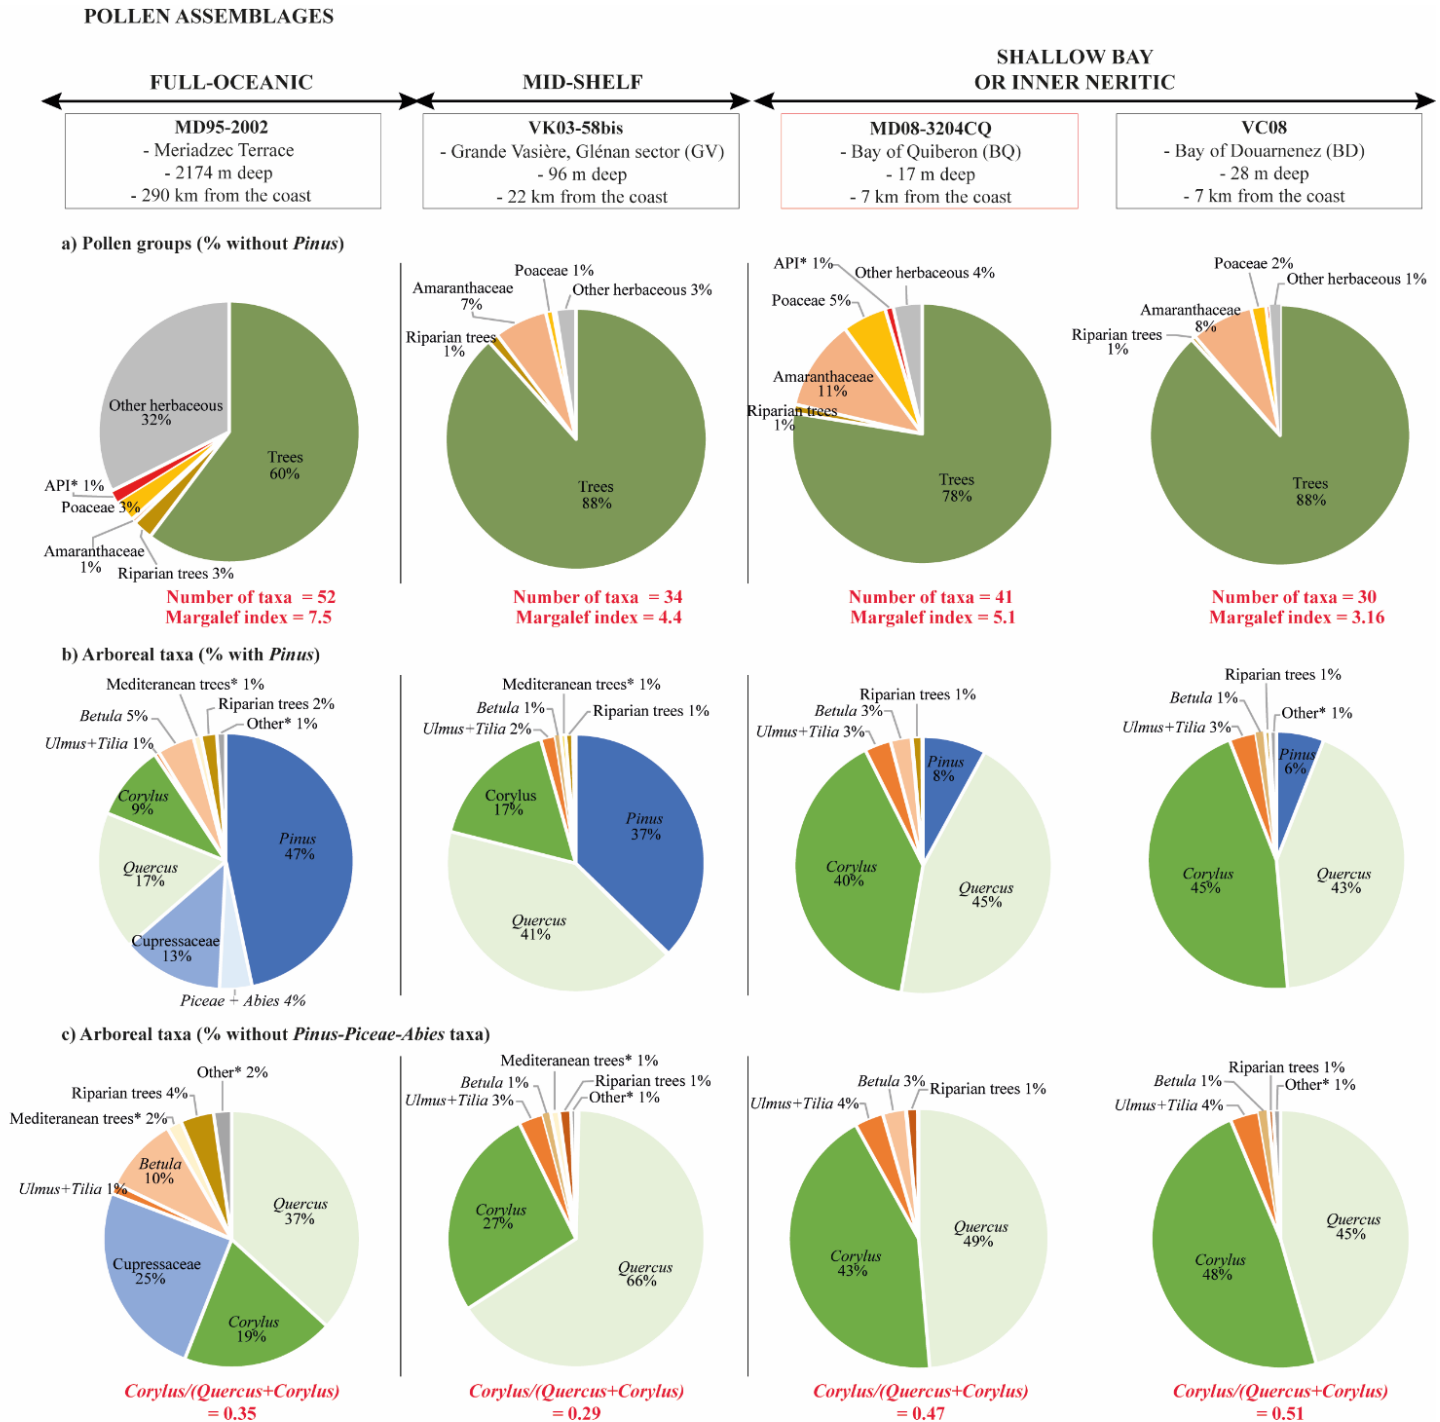 POLLEN ASSEMBLAGES
FULL-OCEANIC
MID-SHELF
SHALLOW BAY
OR INNER NERITIC
MD95-2002
- Meriadzec Terrace
- 2174 m deep
- 290 km from the coast
VK03-58bis
- Grande Vasière, Glénan sector (GV)
- 96 m deep
- 22 km from the coast
MD08-3204CQ
- Bay of Quiberon (BQ)
- 17 m deep
- 7 km from the coast
VC08
- Bay of Douarnenez (BD)
- 28 m deep
- 7 km from the coast
a) Pollen groups (% without Pinus)
Other herbaceous
32%
Trees
60%
API* 1%
Poaceae 3%
Amaranthaceae
1%
Riparian trees 3%
Number of taxa = 52
Margalef index = 7.5
Poaceae 1%
Amaranthaceae
7%
Other herbaceous 3%
Riparian trees
1%
Trees
88%
Number of taxa = 34
Margalef index = 4.4
API* 1%
Other herbaceous 4%
Poaceae 5%
Amaranthaceae
11%
Riparian trees
1%
Trees
78%
Number of taxa = 41
Margalef index = 5.1
Poaceae 2%
Other herbaceous 1%
Amaranthaceae
8%
Riparian trees
1%
Trees
88%
Number of taxa = 30
Margalef index = 3.16
b) Arboreal taxa (% with Pinus)
Mediteranean trees* 1%
Riparian trees 2%
Betula 5%
Other* 1%
Ulmus+Tilia 1%
Corylus
9%
Pinus
47%
Quercus
17%
Cupressaceae
13%
Piceae + Abies 4%
Mediteranean trees* 1%
Betula 1%
Riparian trees 1%
Ulmus+Tilia 2%
Corylus
17%
Pinus
37%
Quercus
41%
Riparian trees 1%
Betula 3%
Ulmus+Tilia 3%
Pinus
8%
Corylus
40%
Quercus
45%
Riparian trees 1%
Betula 1%
Other* 1%
Ulmus+Tilia 3%
Pinus
6%
Corylus
45%
Quercus
43%
c) Arboreal taxa (% without Pinus-Piceae-Abies taxa)
Other* 2%
Riparian trees 4%
Mediteranean trees* 2%
Betula
10%
Ulmus+Tilia 1%
Quercus
37%
Cupressaceae
25%
Corylus
19%
Corylus/(Quercus+Corylus)
= 0.35
Mediteranean trees* 1%
Betula 1%
Riparian trees 1%
Ulmus+Tilia 3%
Other* 1%
Corylus
27%
Quercus
66%
Corylus/(Quercus+Corylus)
= 0.29
Betula 3%
Riparian trees 1%
Ulmus+Tilia 4%
Quercus
49%
Corylus
43%
Corylus/(Quercus+Corylus)
= 0.47
Riparian trees 1%
Betula 1%
Other* 1%
Ulmus+Tilia 4%
Quercus
45%
Corylus
48%
Corylus/(Quercus+Corylus)
= 0.51